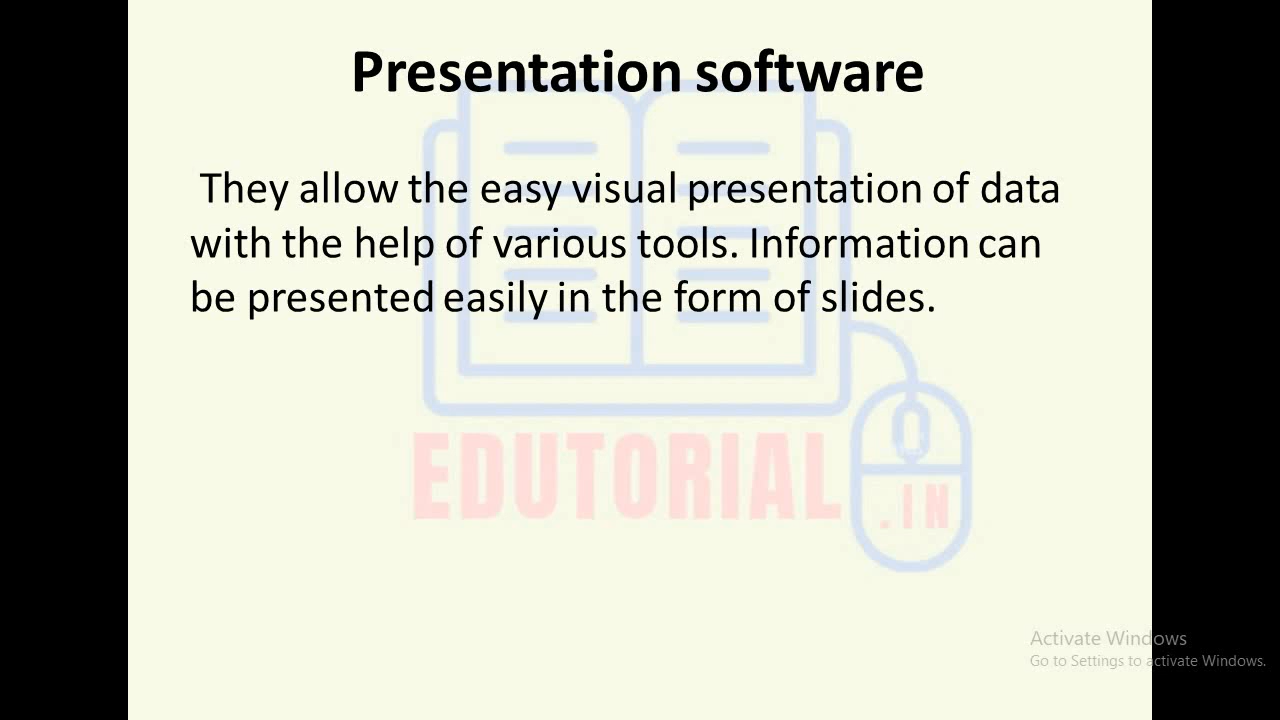 Presentation software
They allow the easy visual presentation of data
with the help of various tools. Information can
be presented easily in the form of slides.
EDUTORIAL
.IN
Activate Windows
Go to Settings to activate Windows.